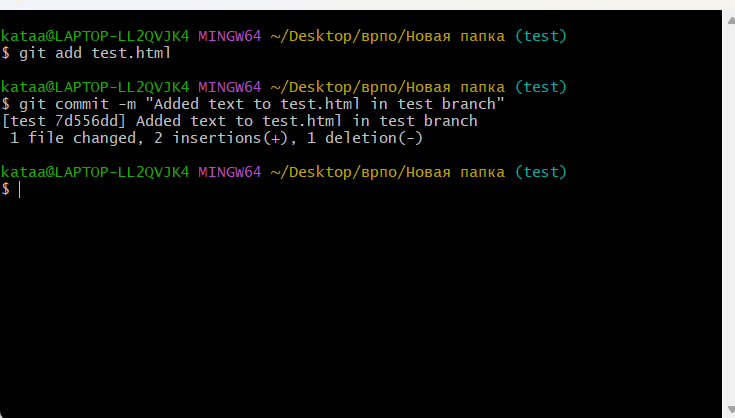 kataa@LAPTOP-LL2QVJK4 MINGW64 ~/Desktop/врпо/Новая папка (test)
$ git add test.html
kataa@LAPTOP-LL2QVJK4 MINGW64 ~/Desktop/врпо/Новая папка (test)
$ git commit -m "Added text to test.html in test branch"
[test 7d556dd] Added text to test.html in test branch
 1 file changed, 2 insertions(+), 1 deletion(-)
kataa@LAPTOP-LL2QVJK4 MINGW64 ~/Desktop/врпо/Новая папка (test)
$